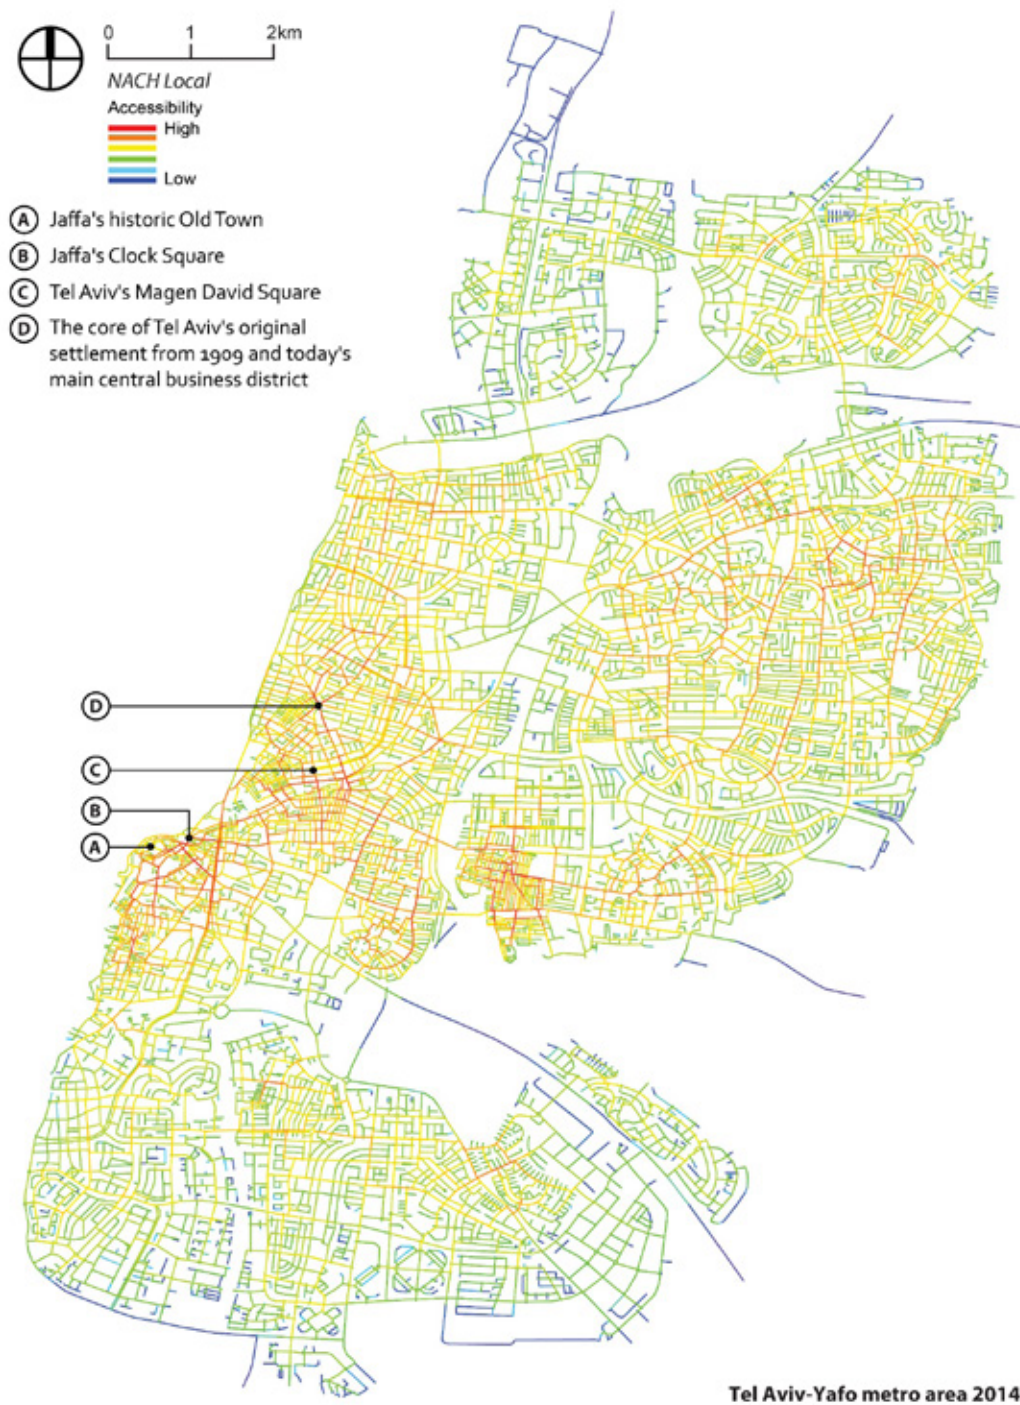 0 1 2km
NACH Local
Accessibility
High
Low
A Jaffa's historic Old Town
B Jaffa's Clock Square
C Tel Aviv's Magen David Square
D The core of Tel Aviv's original
settlement from 1909 and today's
main central business district
D
C
B
A
Tel Aviv-Yafo metro area 2014